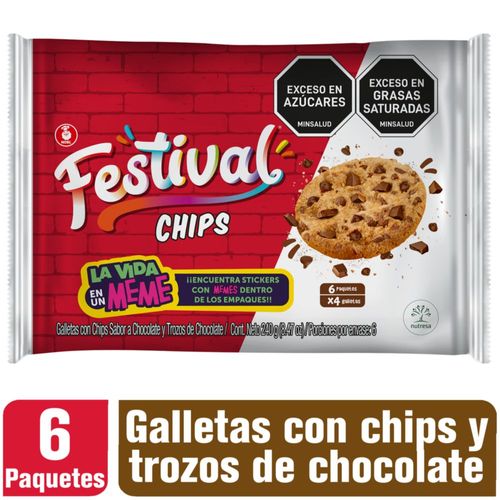 EXCESO EN
AZÚCARES
MINSALUD
EXCESO EN
GRASAS
SATURADAS
MINSALUD
Festival
CHIPS
LA VIDA
EN UN MEME
¡¡ENCUENTRA STICKERS
CON MEMES DENTRO
DE LOS EMPAQUES!!
6 Paquetes
X4 galletas
Galletas con Chips Sabor a Chocolate y Trozos de Chocolate / Cont. Neto 240 g (8.47 oz) / Porciones por envase: 6
nutresa
6
Paquetes
Galletas con chips y
trozos de chocolate